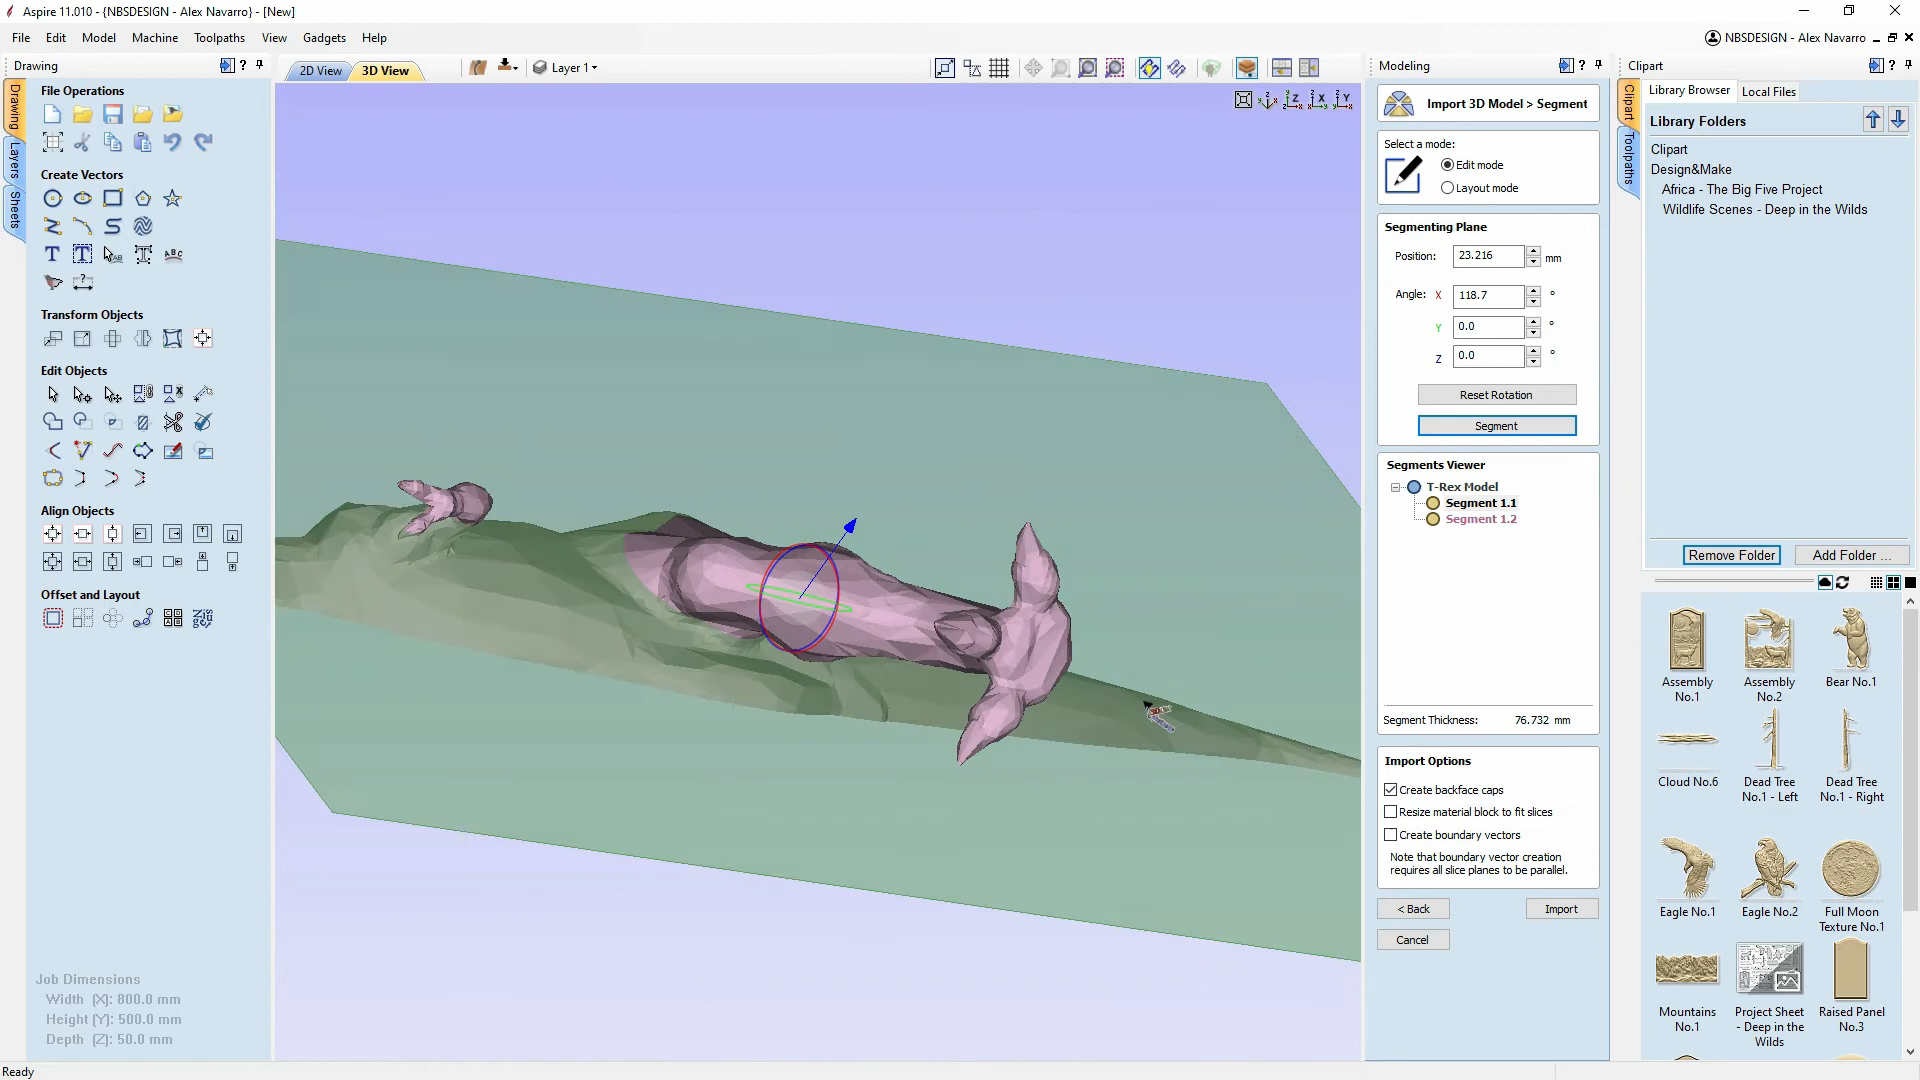 Aspire 11.010 - {NBSDESIGN - Alex Navarro} - [New]
File Edit Model Machine Toolpaths View Gadgets Help
NBSDESIGN - Alex Navarro
Drawing
?
Drawing
Layers
Sheets
File Operations
Create Vectors
Transform Objects
Edit Objects
Align Objects
Offset and Layout
Job Dimensions
Width (X): 800.0 mm
Height (Y): 500.0 mm
Depth (Z): 50.0 mm
Ready
2D View
3D View
Layer 1
Modeling
?
Import 3D Model > Segment
Select a mode:
Edit mode
Layout mode
Segmenting Plane
Position: 23.216 mm
Angle: X 118.7 °
Y 0.0 °
Z 0.0 °
Reset Rotation
Segment
Segments Viewer
T-Rex Model
Segment 1.1
Segment 1.2
Segment Thickness: 76.732 mm
Import Options
Create backface caps
Resize material block to fit slices
Create boundary vectors
Note that boundary vector creation
requires all slice planes to be parallel.
< Back
Import
Cancel
Clipart
?
Clipart
Toolpaths
Library Browser
Local Files
Library Folders
Clipart
Design&Make
Africa - The Big Five Project
Wildlife Scenes - Deep in the Wilds
Remove Folder
Add Folder ...
Assembly
No.1
Assembly
No.2
Bear No.1
Cloud No.6
Dead Tree
No.1 - Left
Dead Tree
No.1 - Right
Eagle No.1
Eagle No.2
Full Moon
Texture No.1
Mountains
No.1
Project Sheet
- Deep in the
Wilds
Raised Panel
No.3